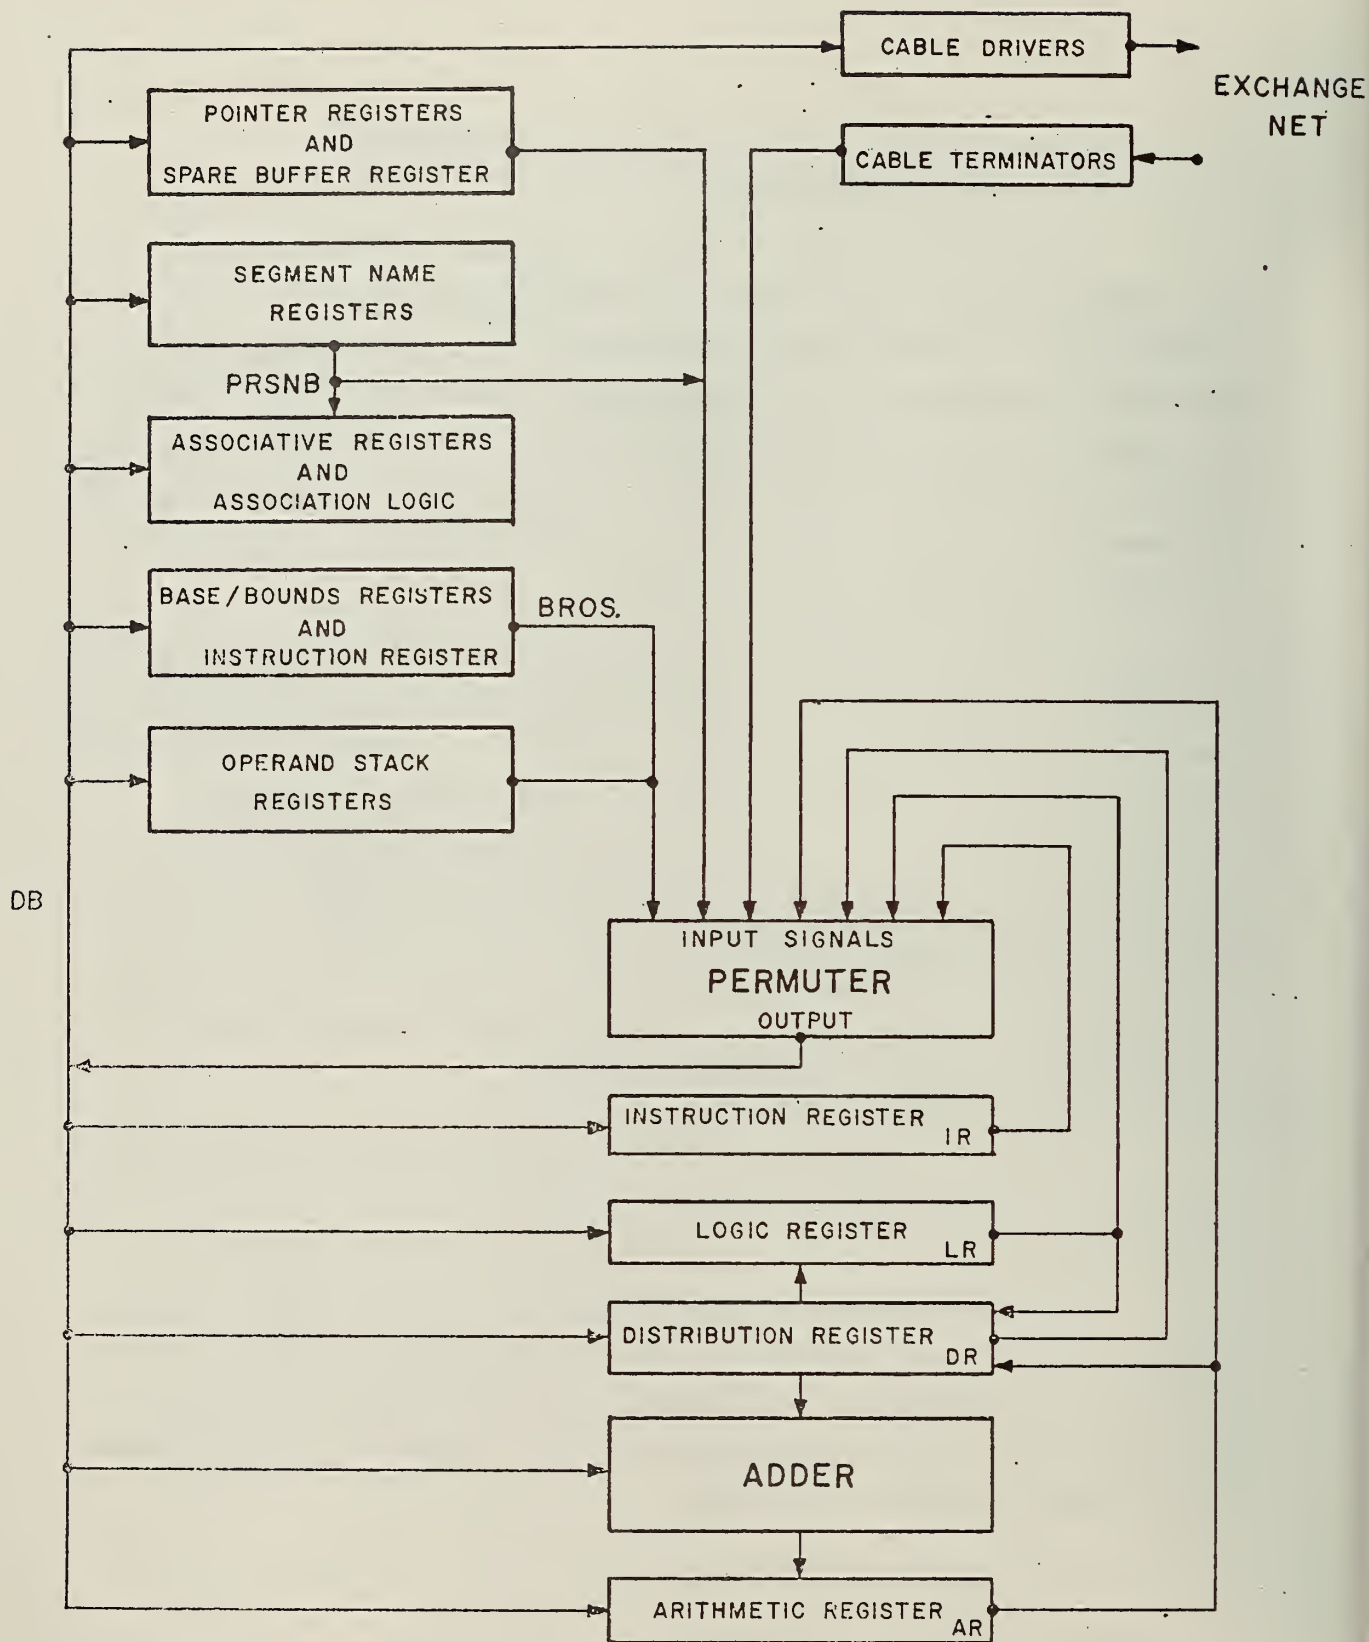 CABLE DRIVERS
EXCHANGE
NET
POINTER REGISTERS
AND
SPARE BUFFER REGISTER
CABLE TERMINATORS
SEGMENT NAME
REGISTERS
PRSNB
ASSOCIATIVE REGISTERS
AND
ASSOCIATION LOGIC
BASE/BOUNDS REGISTERS
AND
INSTRUCTION REGISTER
BROS.
OPERAND STACK
REGISTERS
DB
INPUT SIGNALS
PERMUTER
OUTPUT
INSTRUCTION REGISTER
IR
LOGIC REGISTER
LR
DISTRIBUTION REGISTER
DR
ADDER
ARITHMETIC REGISTER
AR